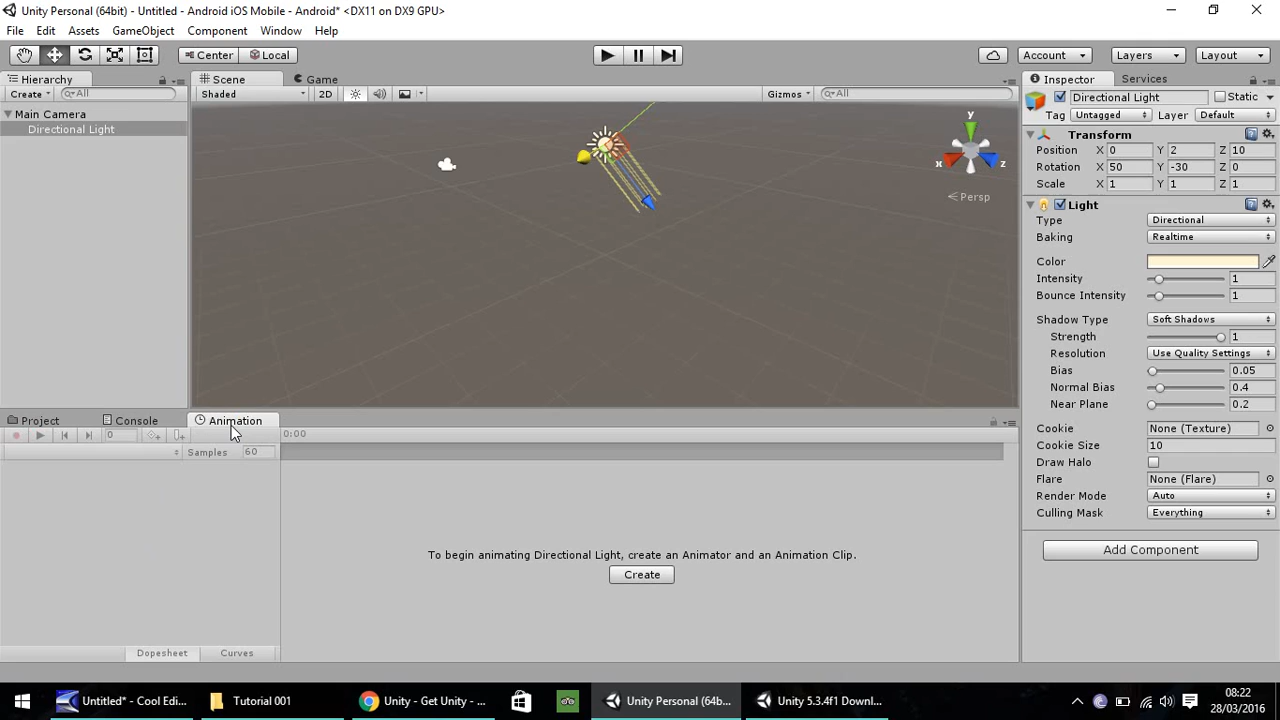 Unity Personal (64bit) - Untitled - Android iOS Mobile - Android* <DX11 on DX9 GPU>
File Edit Assets GameObject Component Window Help
Center Local Account Layers Layout
Hierarchy Scene Game Inspector Services
Create All Shaded 2D Gizmos All Directional Light Static
Main Camera Tag Untagged Layer Default
Directional Light
y
x
z
Persp
Transform
Position X 0 Y 2 Z 10
Rotation X 50 Y -30 Z 0
Scale X 1 Y 1 Z 1
Light
Type Directional
Baking Realtime
Color
Intensity 1
Bounce Intensity 1
Shadow Type Soft Shadows
Strength 1
Resolution Use Quality Settings
Bias 0.05
Normal Bias 0.4
Near Plane 0.2
Cookie None (Texture)
Cookie Size 10
Draw Halo
Flare None (Flare)
Render Mode Auto
Culling Mask Everything
Add Component
Project Console Animation
0 0:00
Samples 60
To begin animating Directional Light, create an Animator and an Animation Clip.
Create
Dopesheet Curves
Untitled* - Cool Edi... Tutorial 001 Unity - Get Unity - ... Unity Personal (64b... Unity 5.3.4f1 Downl... 08:22
28/03/2016